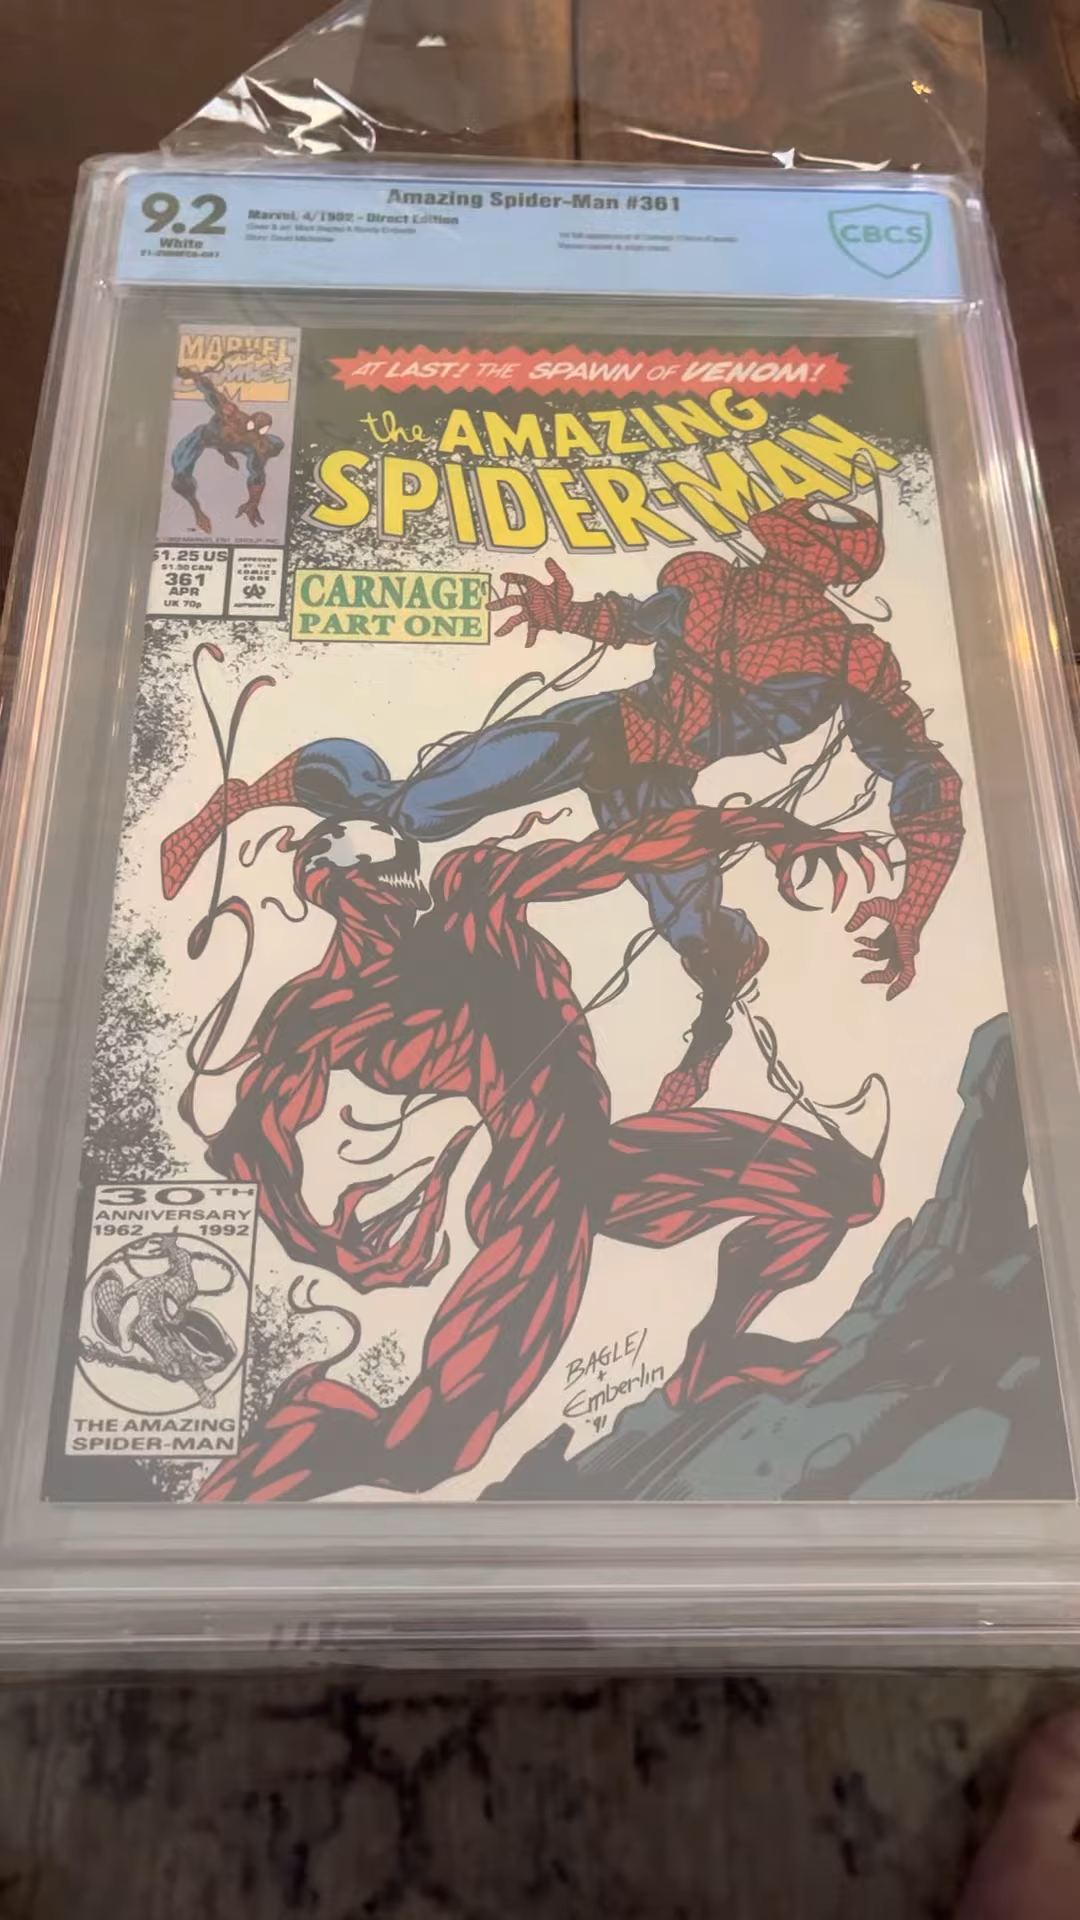 9.2
White
Amazing Spider-Man #361
Marvel, 4/1992 - Direct Edition
CBCS
MARVEL
COMICS
$1.25 US
$1.50 CAN
361
APR
UK 70p
APPROVED
BY THE
COMICS
CODE
CA
AUTHORITY
AT LAST! THE SPAWN OF VENOM!
the AMAZING
SPIDER-MAN
CARNAGE
PART ONE
30TH
ANNIVERSARY
1962 1992
THE AMAZING
SPIDER-MAN
BAGLEY
+
Emberlin
'91